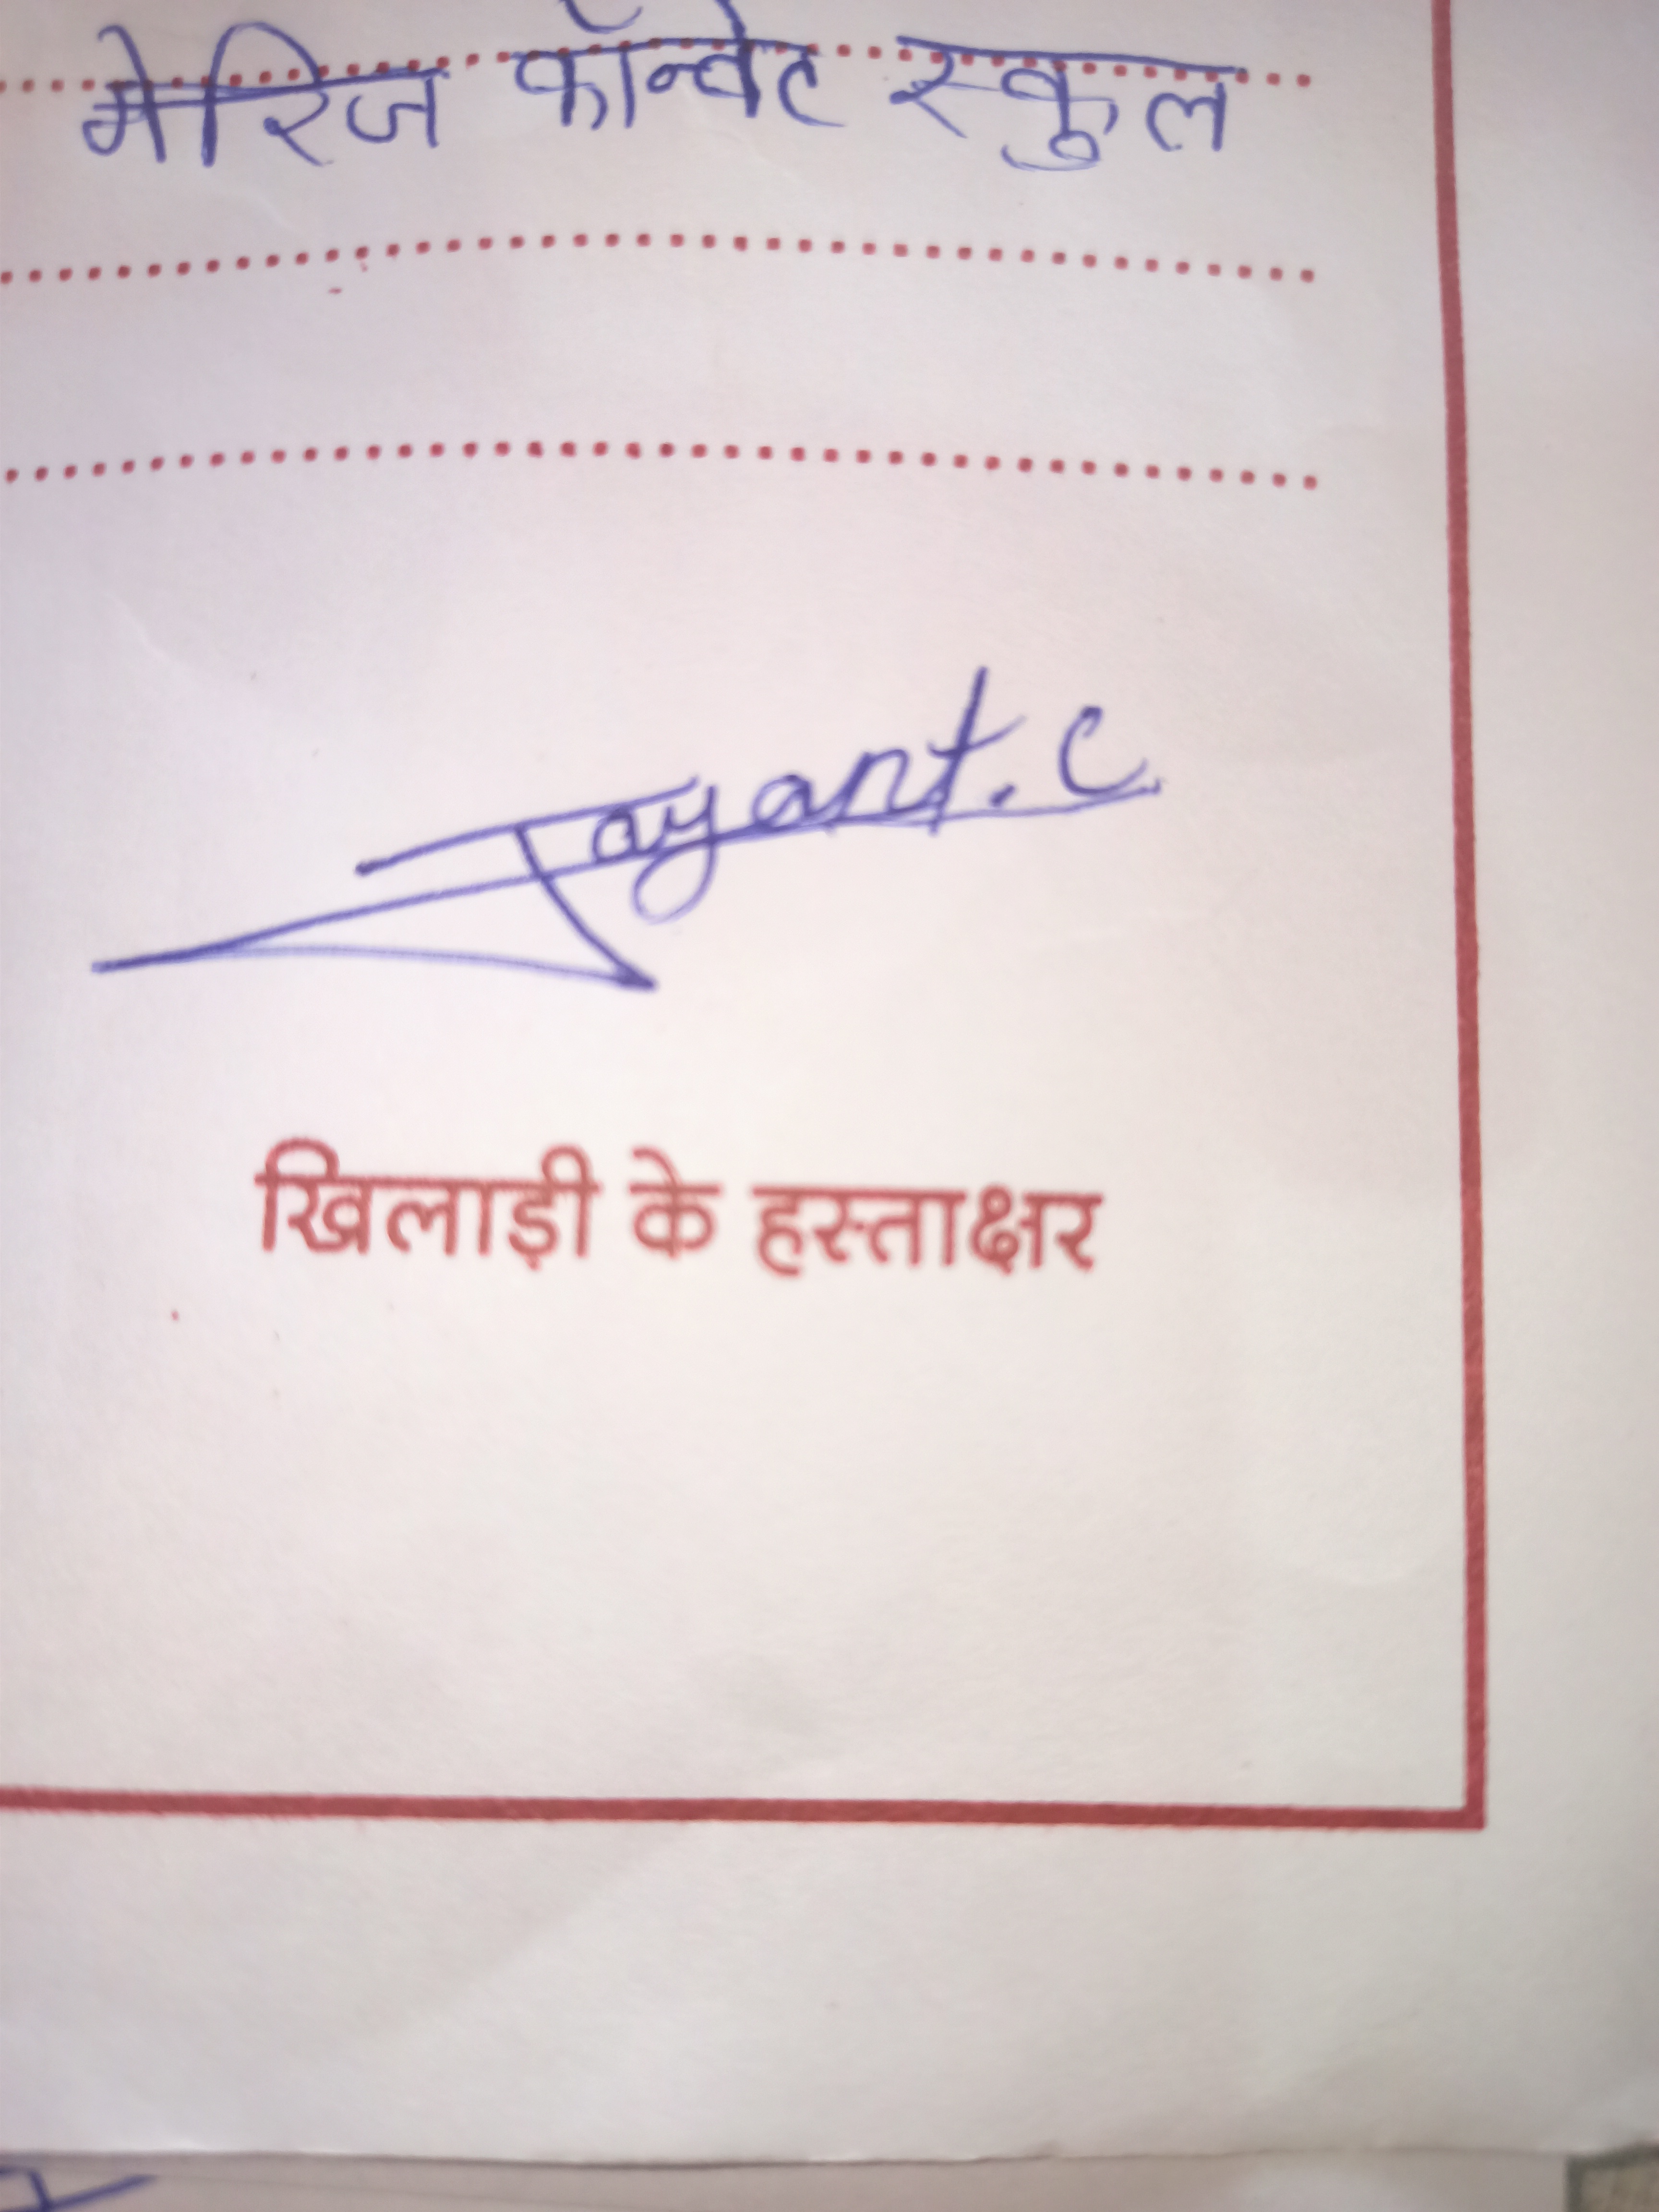 मेरिज कॉन्वेंट स्कुल
Jayant. C.
खिलाड़ी के हस्ताक्षर